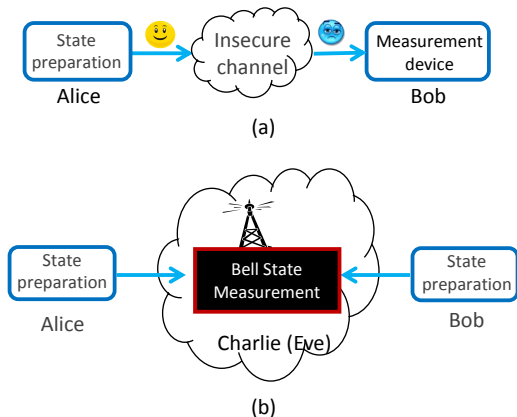 State
preparation
Insecure
channel
Measurement
device
Alice
Bob
(a)
State
preparation
Bell State
Measurement
State
preparation
Alice
Charlie (Eve)
Bob
(b)